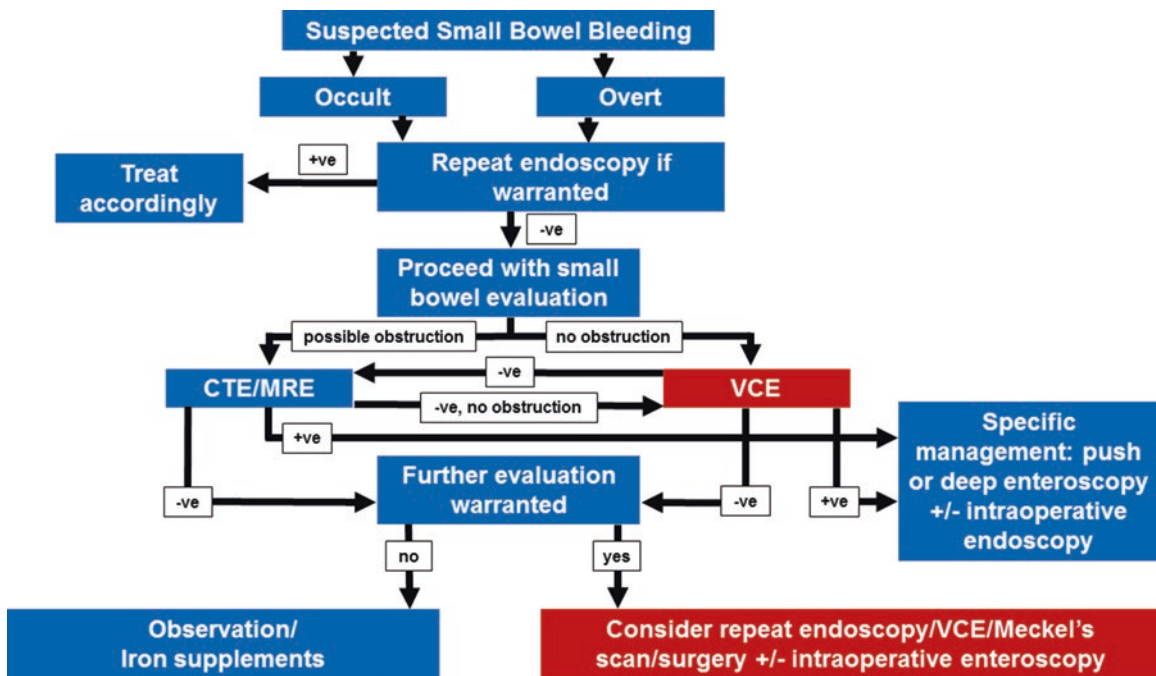 Suspected Small Bowel Bleeding
Occult
Overt
+ve
Repeat endoscopy if
warranted
Treat
accordingly
-ve
Proceed with small
bowel evaluation
possible obstruction
no obstruction
-ve
CTE/MRE
VCE
-ve, no obstruction
+ve
Specific
management: push
or deep enteroscopy
+/- intraoperative
endoscopy
Further evaluation
warranted
-ve
-ve
+ve
no
yes
Observation/
Iron supplements
Consider repeat endoscopy/VCE/Meckel's
scan/surgery +/- intraoperative enteroscopy